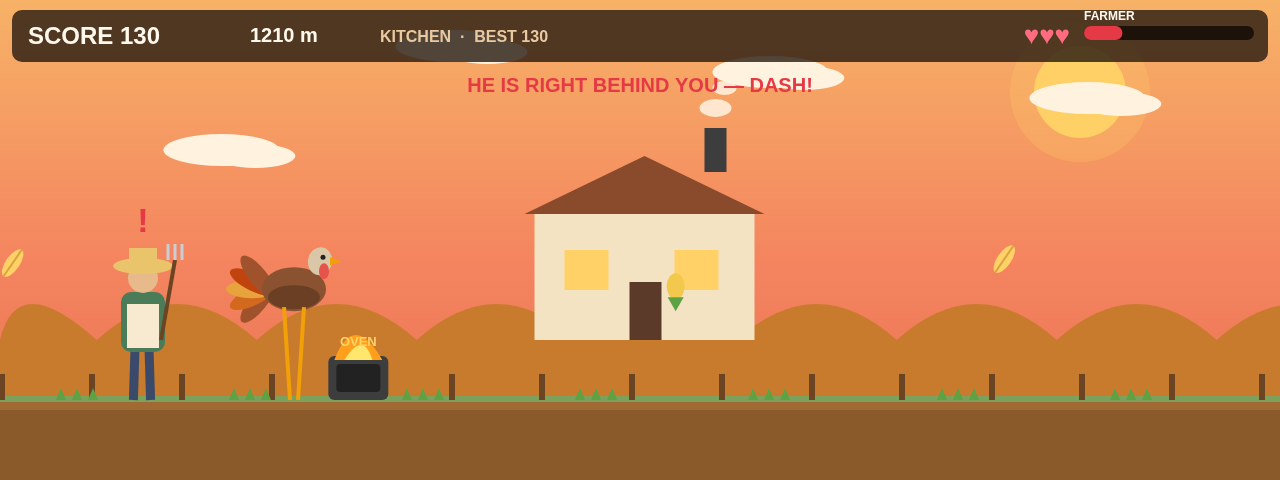 SCORE 130
1210 m
KITCHEN · BEST 130
♥♥♥
FARMER
HE IS RIGHT BEHIND YOU — DASH!
!
OVEN